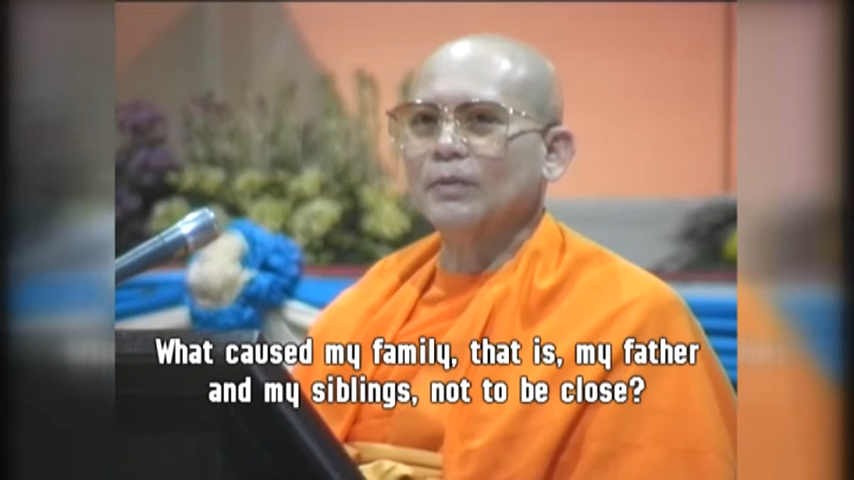 What caused my family, that is, my father
and my siblings, not to be close?